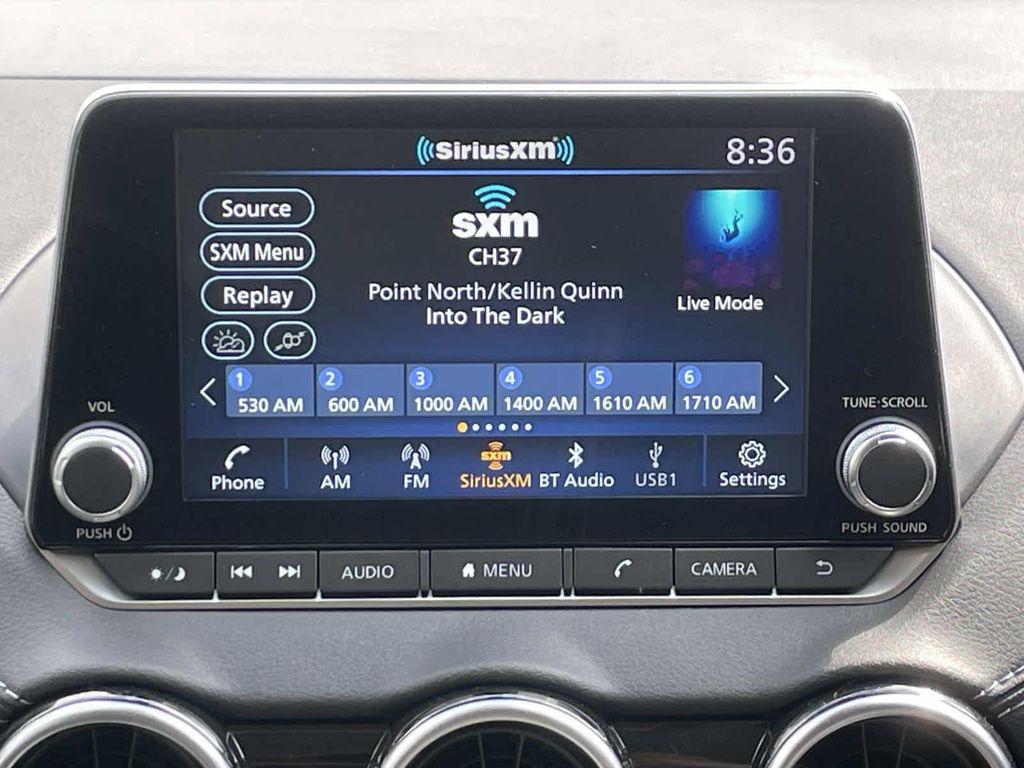 SiriusXM
8:36
Source
SXM Menu
Replay
sxm
CH37
Point North/Kellin Quinn
Into The Dark
Live Mode
1 2 3 4 5 6
530 AM 600 AM 1000 AM 1400 AM 1610 AM 1710 AM
sxm
Phone AM FM SiriusXM BT Audio USB1 Settings
VOL
PUSH
TUNE·SCROLL
PUSH SOUND
AUDIO MENU CAMERA